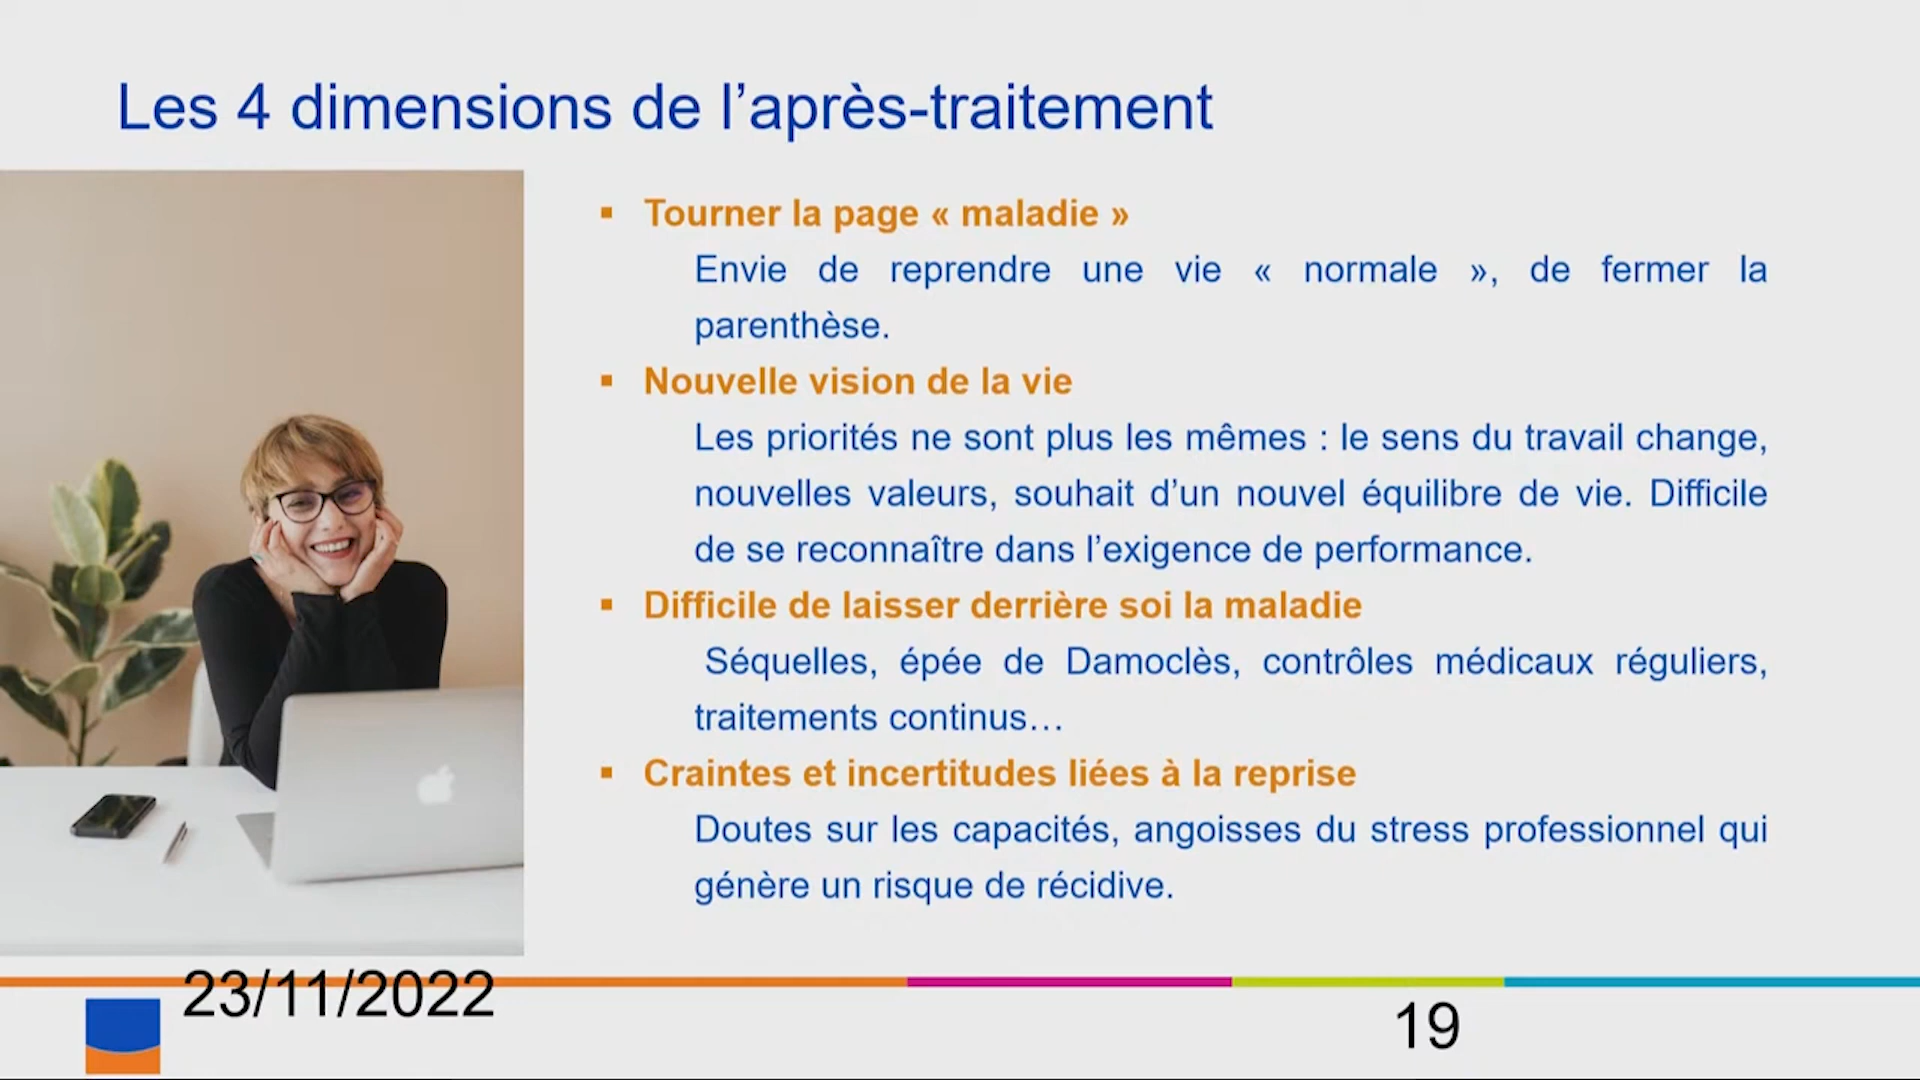 Les 4 dimensions de l’après-traitement
▪ Tourner la page « maladie »
Envie de reprendre une vie « normale », de fermer la
parenthèse.
▪ Nouvelle vision de la vie
Les priorités ne sont plus les mêmes : le sens du travail change,
nouvelles valeurs, souhait d’un nouvel équilibre de vie. Difficile
de se reconnaître dans l’exigence de performance.
▪ Difficile de laisser derrière soi la maladie
Séquelles, épée de Damoclès, contrôles médicaux réguliers,
traitements continus…
▪ Craintes et incertitudes liées à la reprise
Doutes sur les capacités, angoisses du stress professionnel qui
génère un risque de récidive.
23/11/2022
19